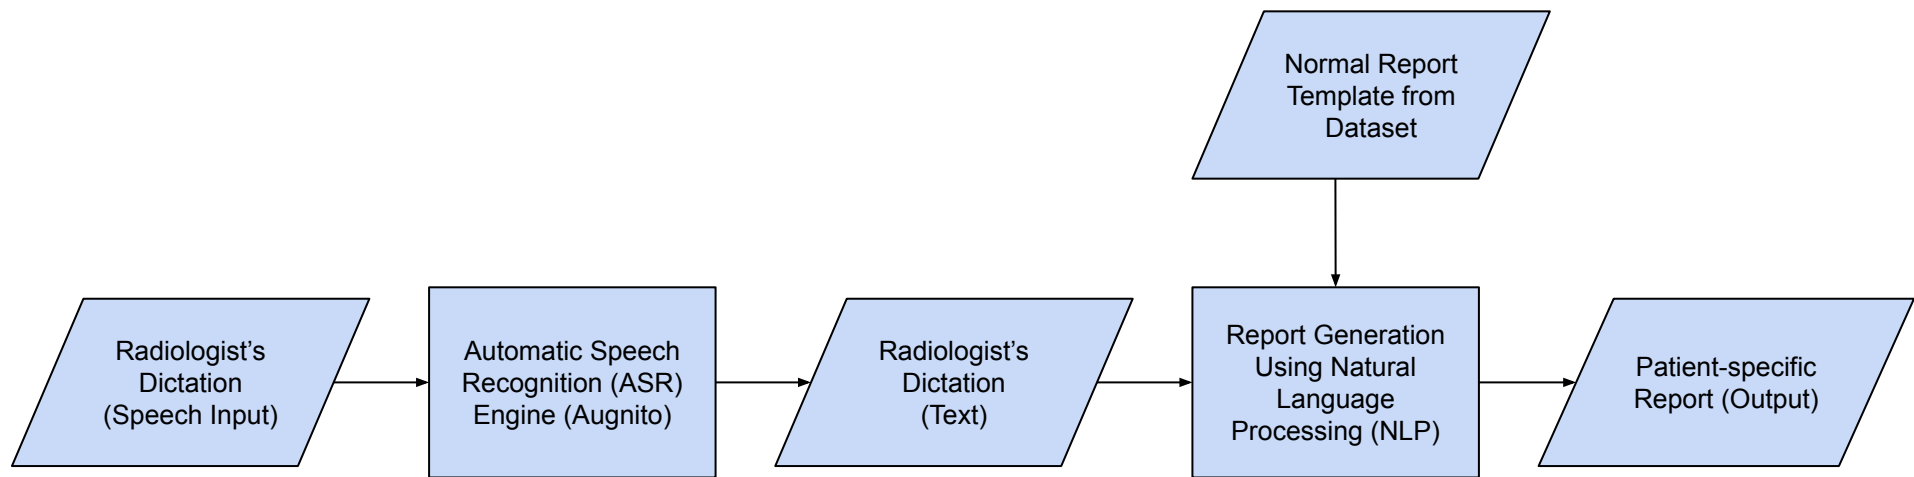 Normal Report
Template from
Dataset
Radiologist’s
Dictation
(Speech Input)
Automatic Speech
Recognition (ASR)
Engine (Augnito)
Radiologist’s
Dictation
(Text)
Report Generation
Using Natural
Language
Processing (NLP)
Patient-specific
Report (Output)